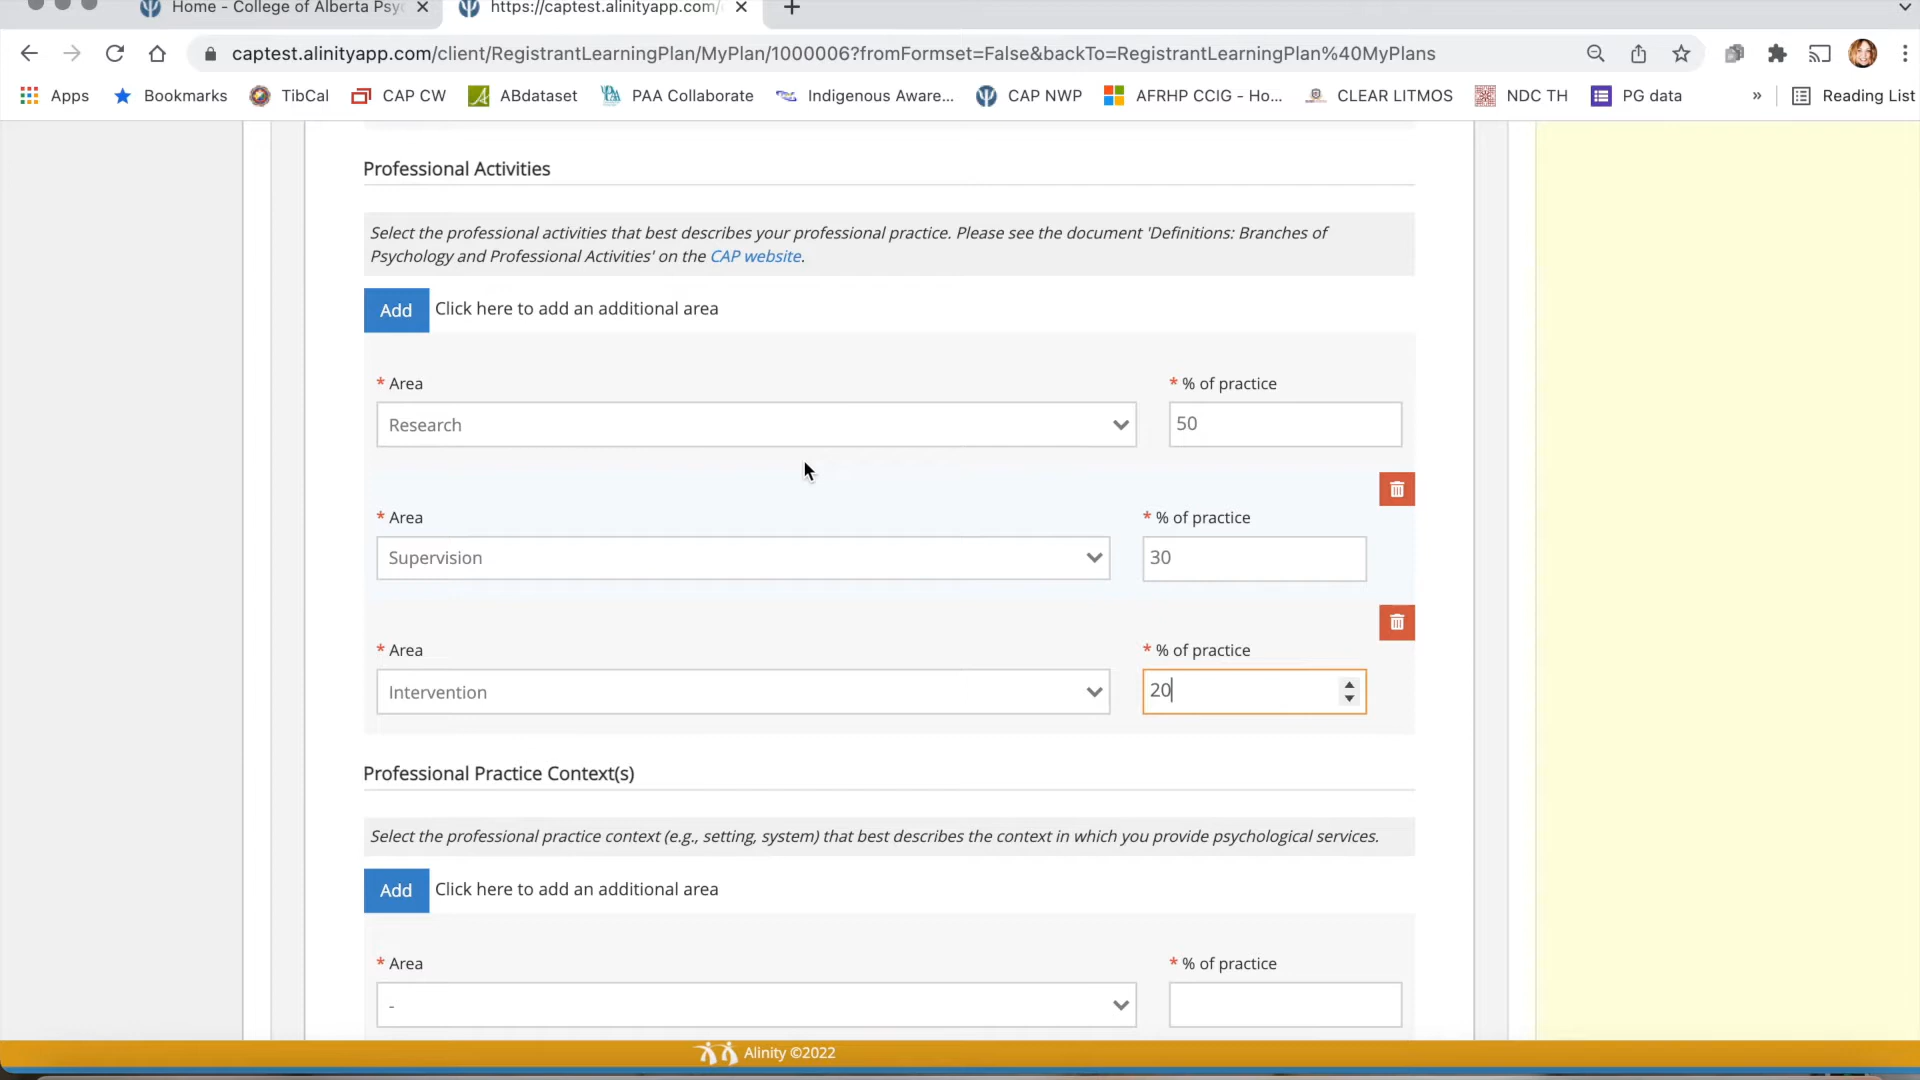 Home - College of Alberta Psy
https://captest.alinityapp.com/
captest.alinityapp.com/client/RegistrantLearningPlan/MyPlan/1000006?fromFormset=False&backTo=RegistrantLearningPlan%40MyPlans
Apps Bookmarks TibCal CAP CW ABdataset PAA Collaborate Indigenous Aware... CAP NWP AFRHP CCIG - Ho... CLEAR LITMOS NDC TH PG data » Reading List
Professional Activities
Select the professional activities that best describes your professional practice. Please see the document 'Definitions: Branches of
Psychology and Professional Activities' on the CAP website.
Add Click here to add an additional area
* Area * % of practice
Research 50
* Area * % of practice
Supervision 30
* Area * % of practice
Intervention 20
Professional Practice Context(s)
Select the professional practice context (e.g., setting, system) that best describes the context in which you provide psychological services.
Add Click here to add an additional area
* Area * % of practice
-
Alinity ©2022